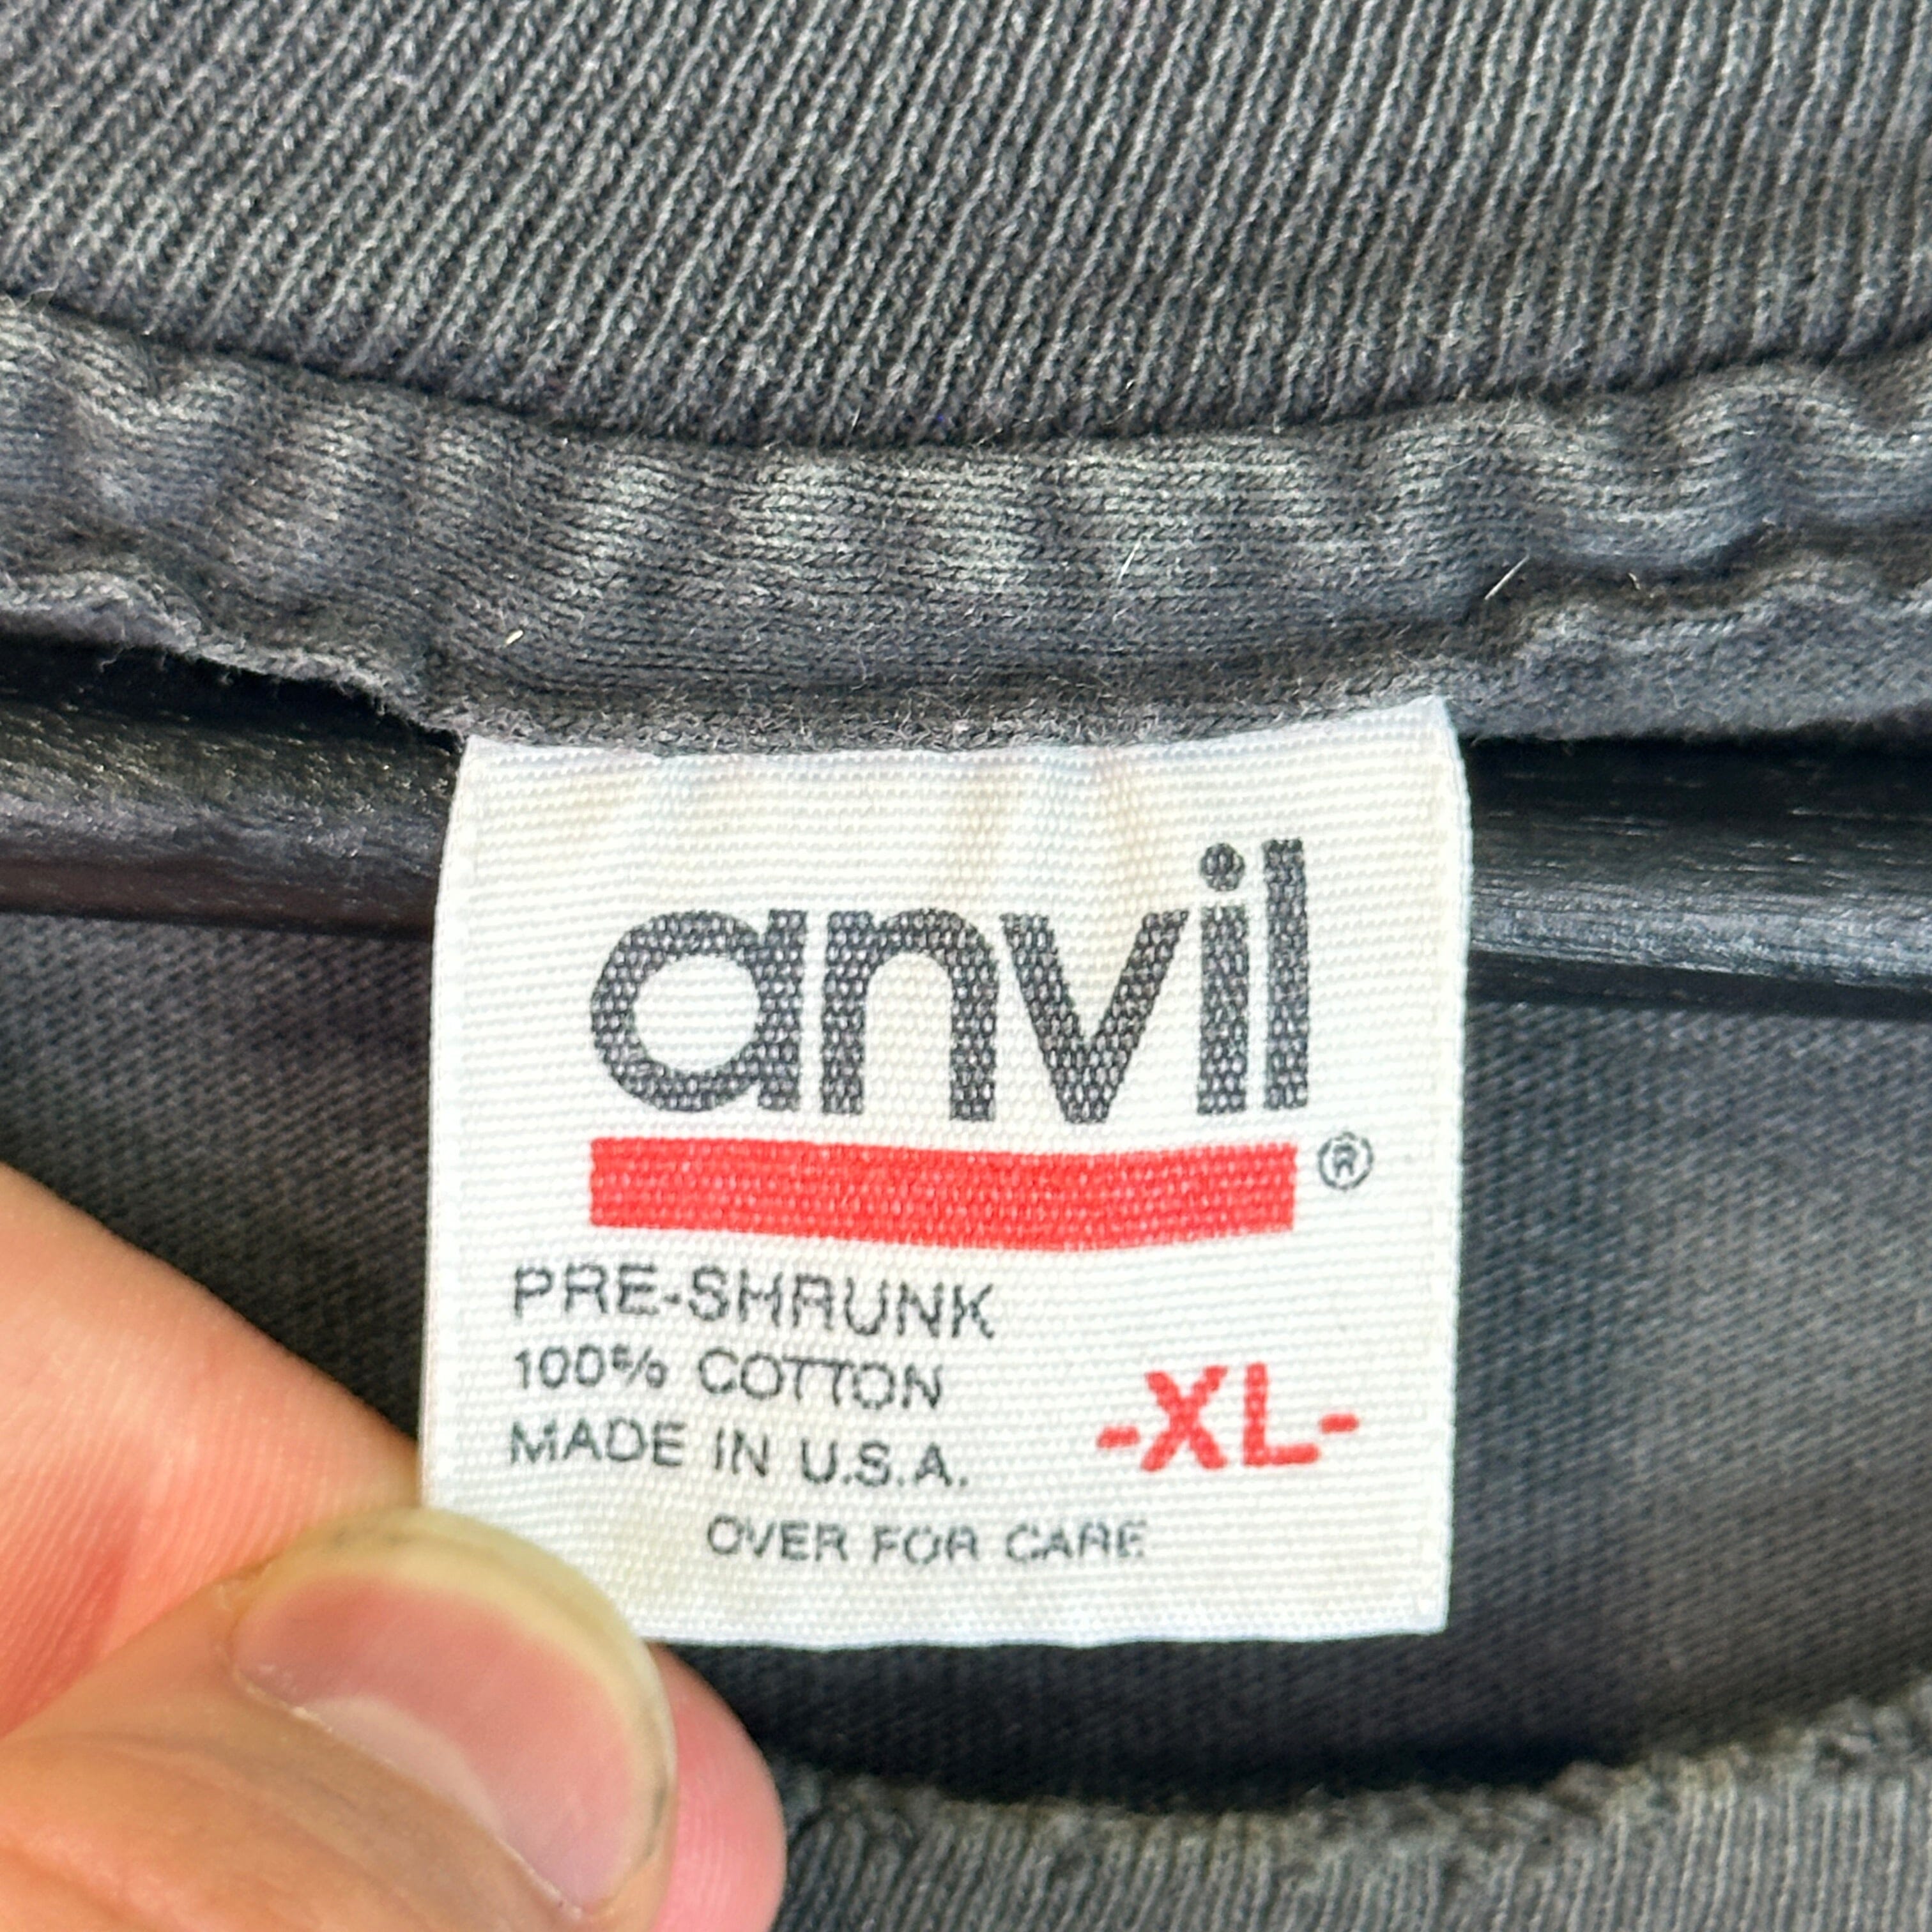 anvil
®
PRE-SHRUNK
100% COTTON
MADE IN U.S.A.
-XL-
OVER FOR CARE